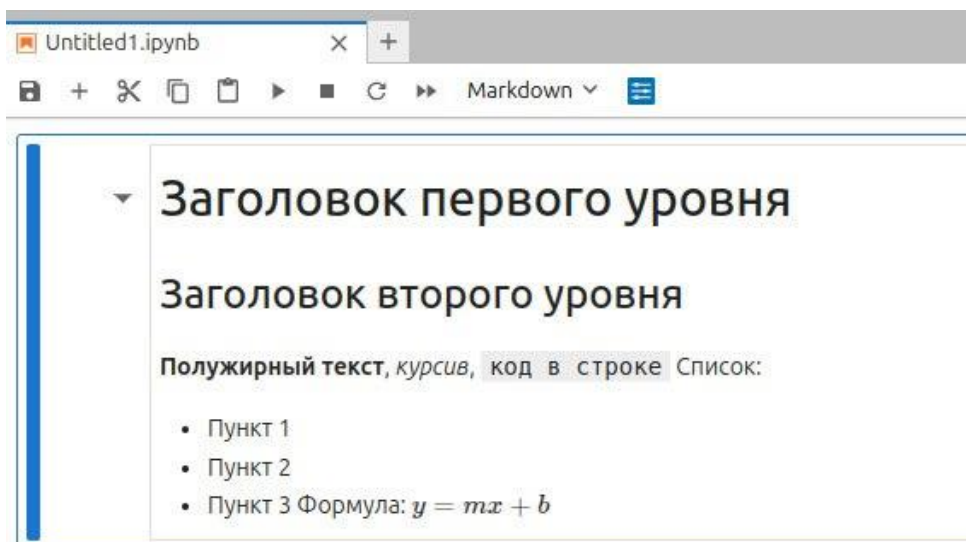 Untitled1.ipynb
Markdown
Заголовок первого уровня
Заголовок второго уровня
Полужирный текст, курсив, код в строке Список:
• Пункт 1
• Пункт 2
• Пункт 3 Формула: y = mx + b